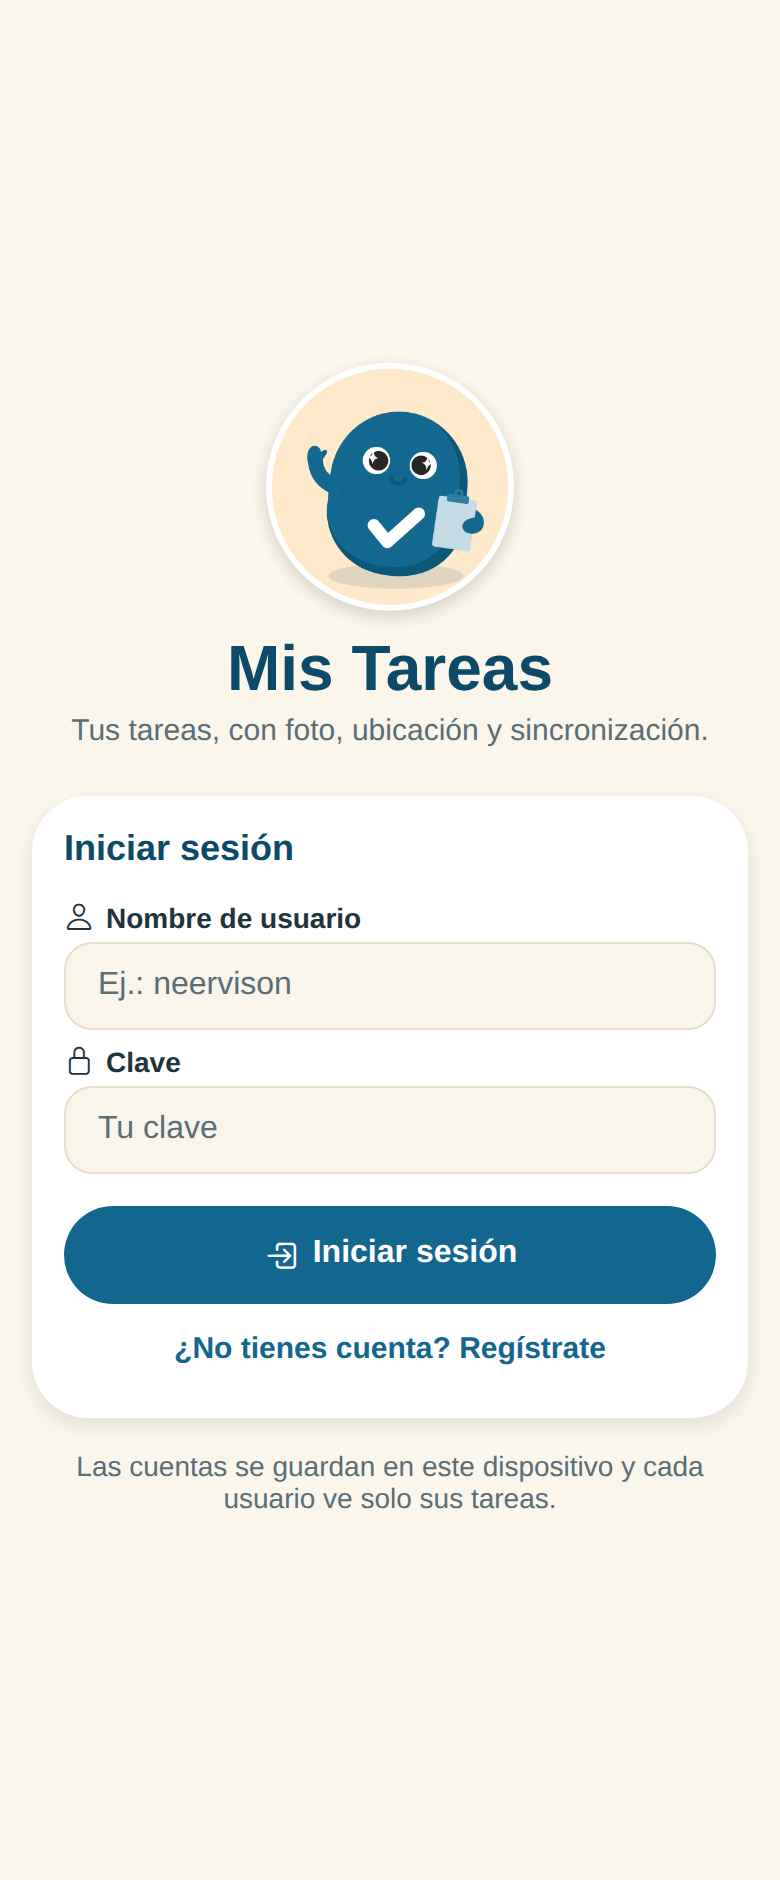 Mis Tareas
Tus tareas, con foto, ubicación y sincronización.
Iniciar sesión
Nombre de usuario
Ej.: neervison
Clave
Tu clave
Iniciar sesión
¿No tienes cuenta? Regístrate
Las cuentas se guardan en este dispositivo y cada
usuario ve solo sus tareas.